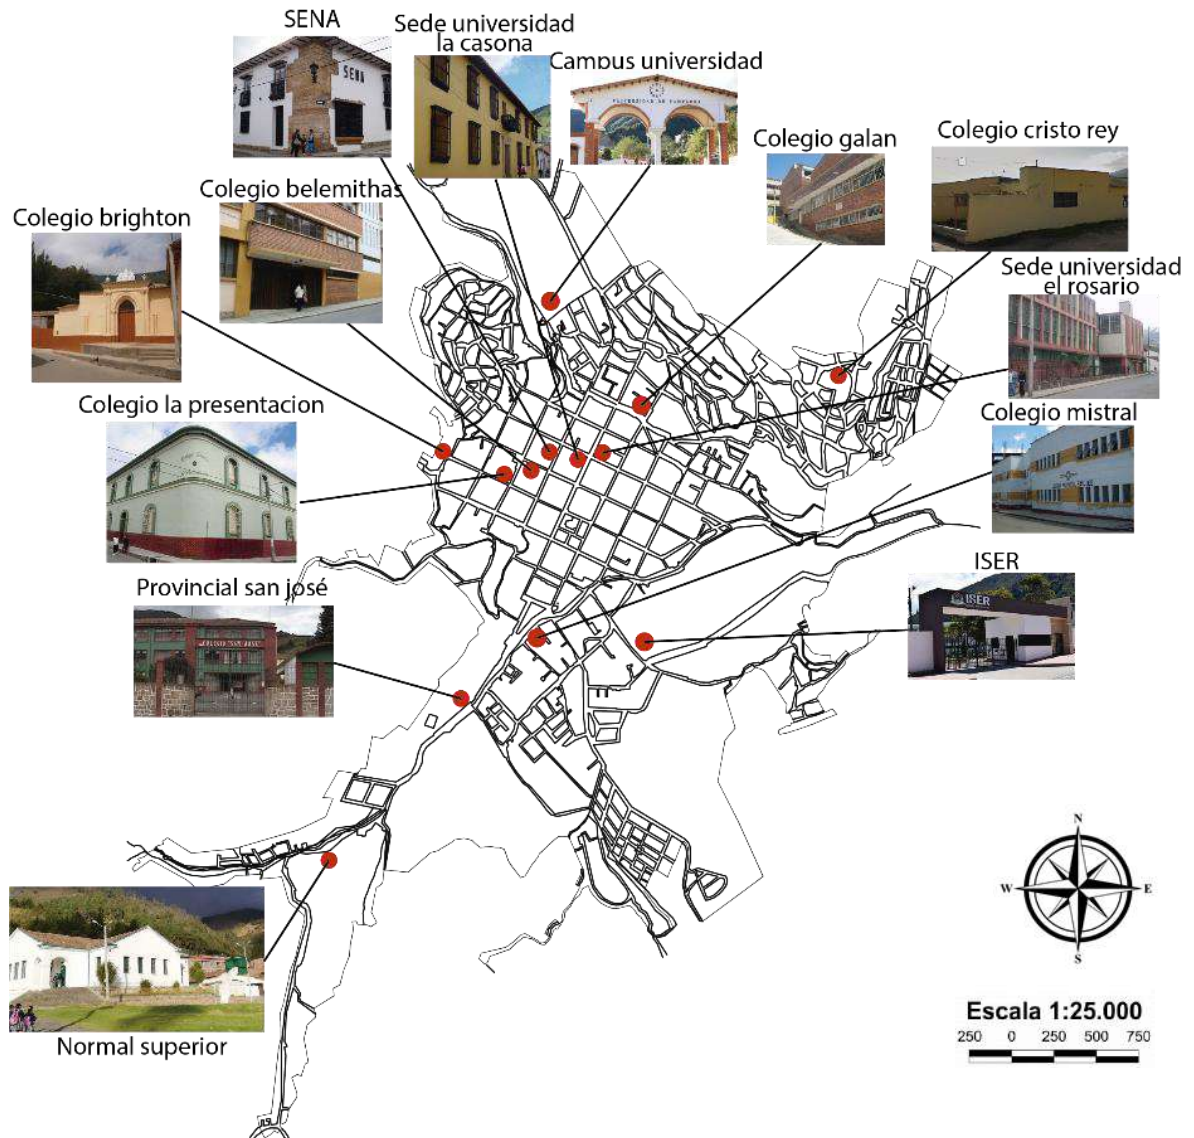 SENA
Sede universidad
la casona
Campus universidad
Colegio galan
Colegio cristo rey
SENA
Colegio belemithas
Colegio brighton
Sede universidad
el rosario
Colegio la presentacion
Colegio mistral
Provincial san josé
ISER
ISER
N
W
E
S
Normal superior
Escala 1:25.000
250 0 250 500 750